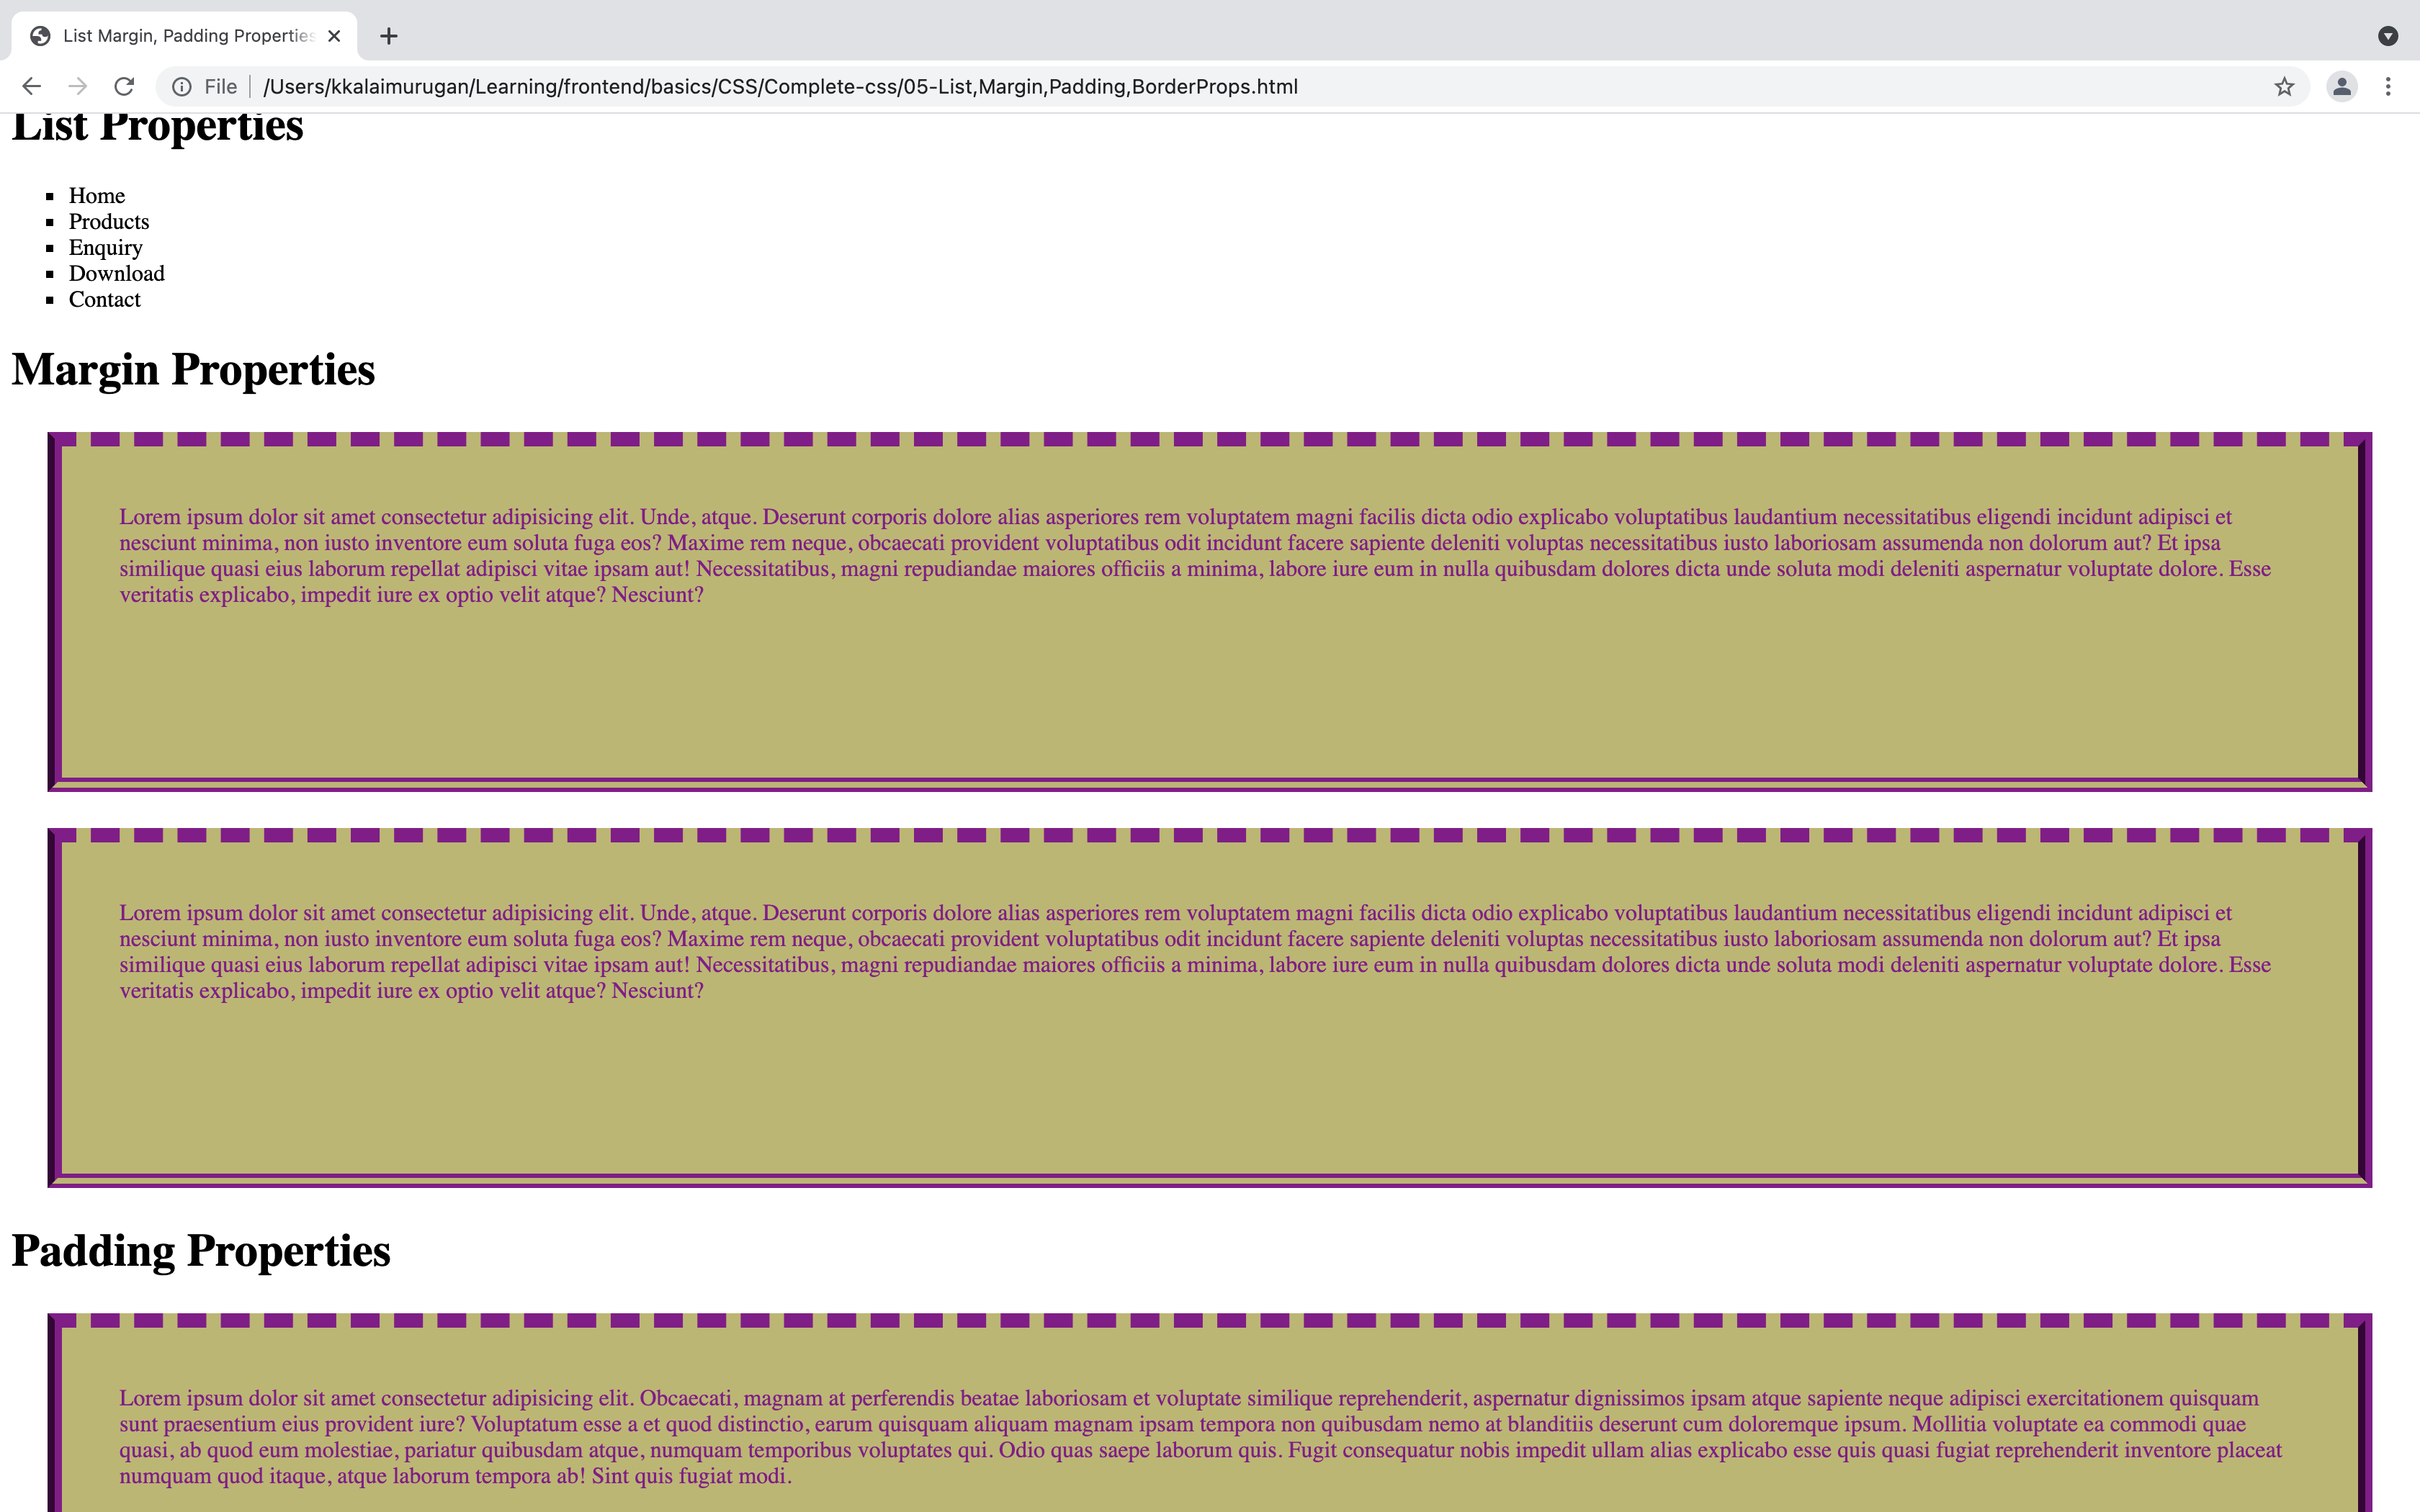 List Margin, Padding Properties
File
/Users/kkalaimurugan/Learning/frontend/basics/CSS/Complete-css/05-List,Margin,Padding,BorderProps.html
List Properties
Home
Products
Enquiry
Download
Contact
Margin Properties
Lorem ipsum dolor sit amet consectetur adipisicing elit. Unde, atque. Deserunt corporis dolore alias asperiores rem voluptatem magni facilis dicta odio explicabo voluptatibus laudantium necessitatibus eligendi incidunt adipisci et
nesciunt minima, non iusto inventore eum soluta fuga eos? Maxime rem neque, obcaecati provident voluptatibus odit incidunt facere sapiente deleniti voluptas necessitatibus iusto laboriosam assumenda non dolorum aut? Et ipsa
similique quasi eius laborum repellat adipisci vitae ipsam aut! Necessitatibus, magni repudiandae maiores officiis a minima, labore iure eum in nulla quibusdam dolores dicta unde soluta modi deleniti aspernatur voluptate dolore. Esse
veritatis explicabo, impedit iure ex optio velit atque? Nesciunt?
Lorem ipsum dolor sit amet consectetur adipisicing elit. Unde, atque. Deserunt corporis dolore alias asperiores rem voluptatem magni facilis dicta odio explicabo voluptatibus laudantium necessitatibus eligendi incidunt adipisci et
nesciunt minima, non iusto inventore eum soluta fuga eos? Maxime rem neque, obcaecati provident voluptatibus odit incidunt facere sapiente deleniti voluptas necessitatibus iusto laboriosam assumenda non dolorum aut? Et ipsa
similique quasi eius laborum repellat adipisci vitae ipsam aut! Necessitatibus, magni repudiandae maiores officiis a minima, labore iure eum in nulla quibusdam dolores dicta unde soluta modi deleniti aspernatur voluptate dolore. Esse
veritatis explicabo, impedit iure ex optio velit atque? Nesciunt?
Padding Properties
Lorem ipsum dolor sit amet consectetur adipisicing elit. Obcaecati, magnam at perferendis beatae laboriosam et voluptate similique reprehenderit, aspernatur dignissimos ipsam atque sapiente neque adipisci exercitationem quisquam
sunt praesentium eius provident iure? Voluptatum esse a et quod distinctio, earum quisquam aliquam magnam ipsam tempora non quibusdam nemo at blanditiis deserunt cum doloremque ipsum. Mollitia voluptate ea commodi quae
quasi, ab quod eum molestiae, pariatur quibusdam atque, numquam temporibus voluptates qui. Odio quas saepe laborum quis. Fugit consequatur nobis impedit ullam alias explicabo esse quis quasi fugiat reprehenderit inventore placeat
numquam quod itaque, atque laborum tempora ab! Sint quis fugiat modi.